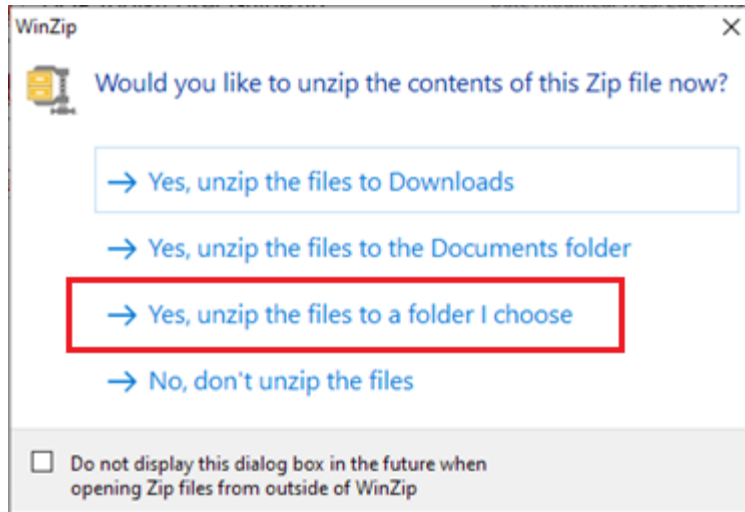 WinZip
Would you like to unzip the contents of this Zip file now?
→ Yes, unzip the files to Downloads
→ Yes, unzip the files to the Documents folder
→ Yes, unzip the files to a folder I choose
→ No, don't unzip the files
Do not display this dialog box in the future when
opening Zip files from outside of WinZip